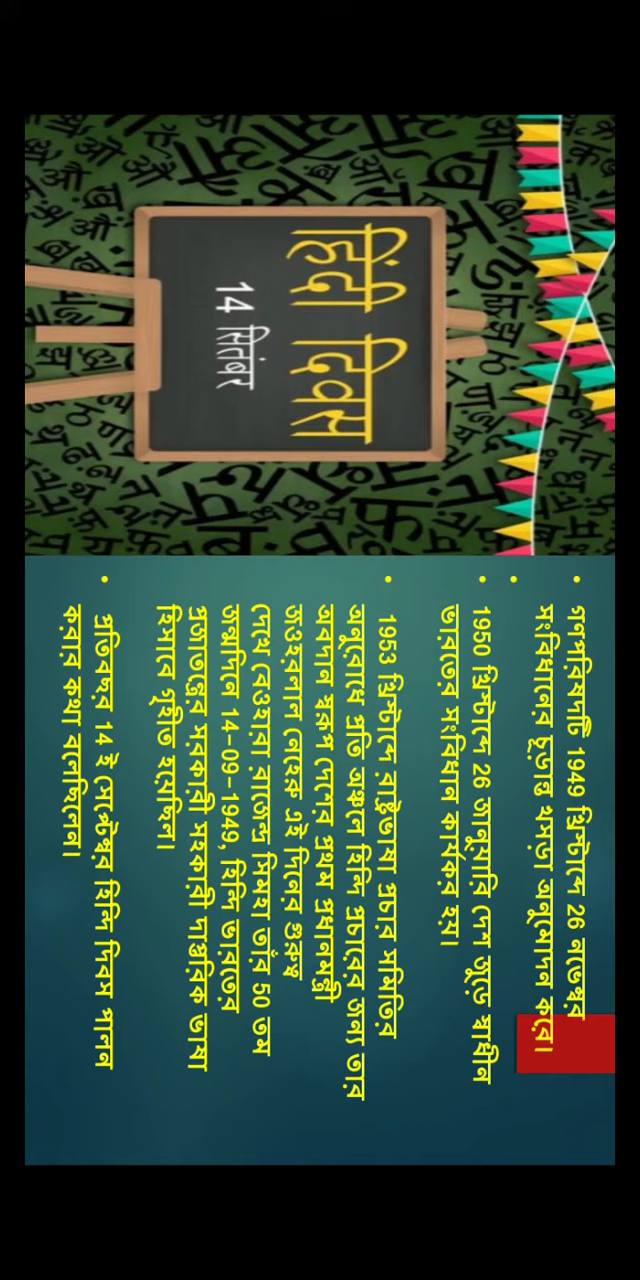 हिंदी दिवस
14 सितंबर
গণপরিষদটি 1949 খ্রিস্টাব্দে 26 নভেম্বর
সংবিধানের চূড়ান্ত খসড়া অনুমোদন করে।
1950 খ্রিস্টাব্দে 26 জানুয়ারি দেশ জুড়ে স্বাধীন
ভারতের সংবিধান কার্যকর হয়।
1953 খ্রিস্টাব্দে রাষ্ট্রভাষা প্রচার সমিতির
অনুরোধে প্রতি অঞ্চলে হিন্দি প্রচারের জন্য তার
অবদান স্বরূপ দেশের প্রথম প্রধানমন্ত্রী
জওহরলাল নেহেরু এই দিনের গুরুত্ব
দেখে বেওহারা রাজেন্দ্র সিমহা তাঁর 50 তম
জন্মদিনে 14-09-1949, হিন্দি ভারতের
প্রজাতন্ত্রের সরকারী সহকারী দাপ্তরিক ভাষা
হিসাবে গৃহীত হয়েছিল।
প্রতিবছর 14 ই সেপ্টেম্বর হিন্দি দিবস পালন
করার কথা বলেছিলেন।